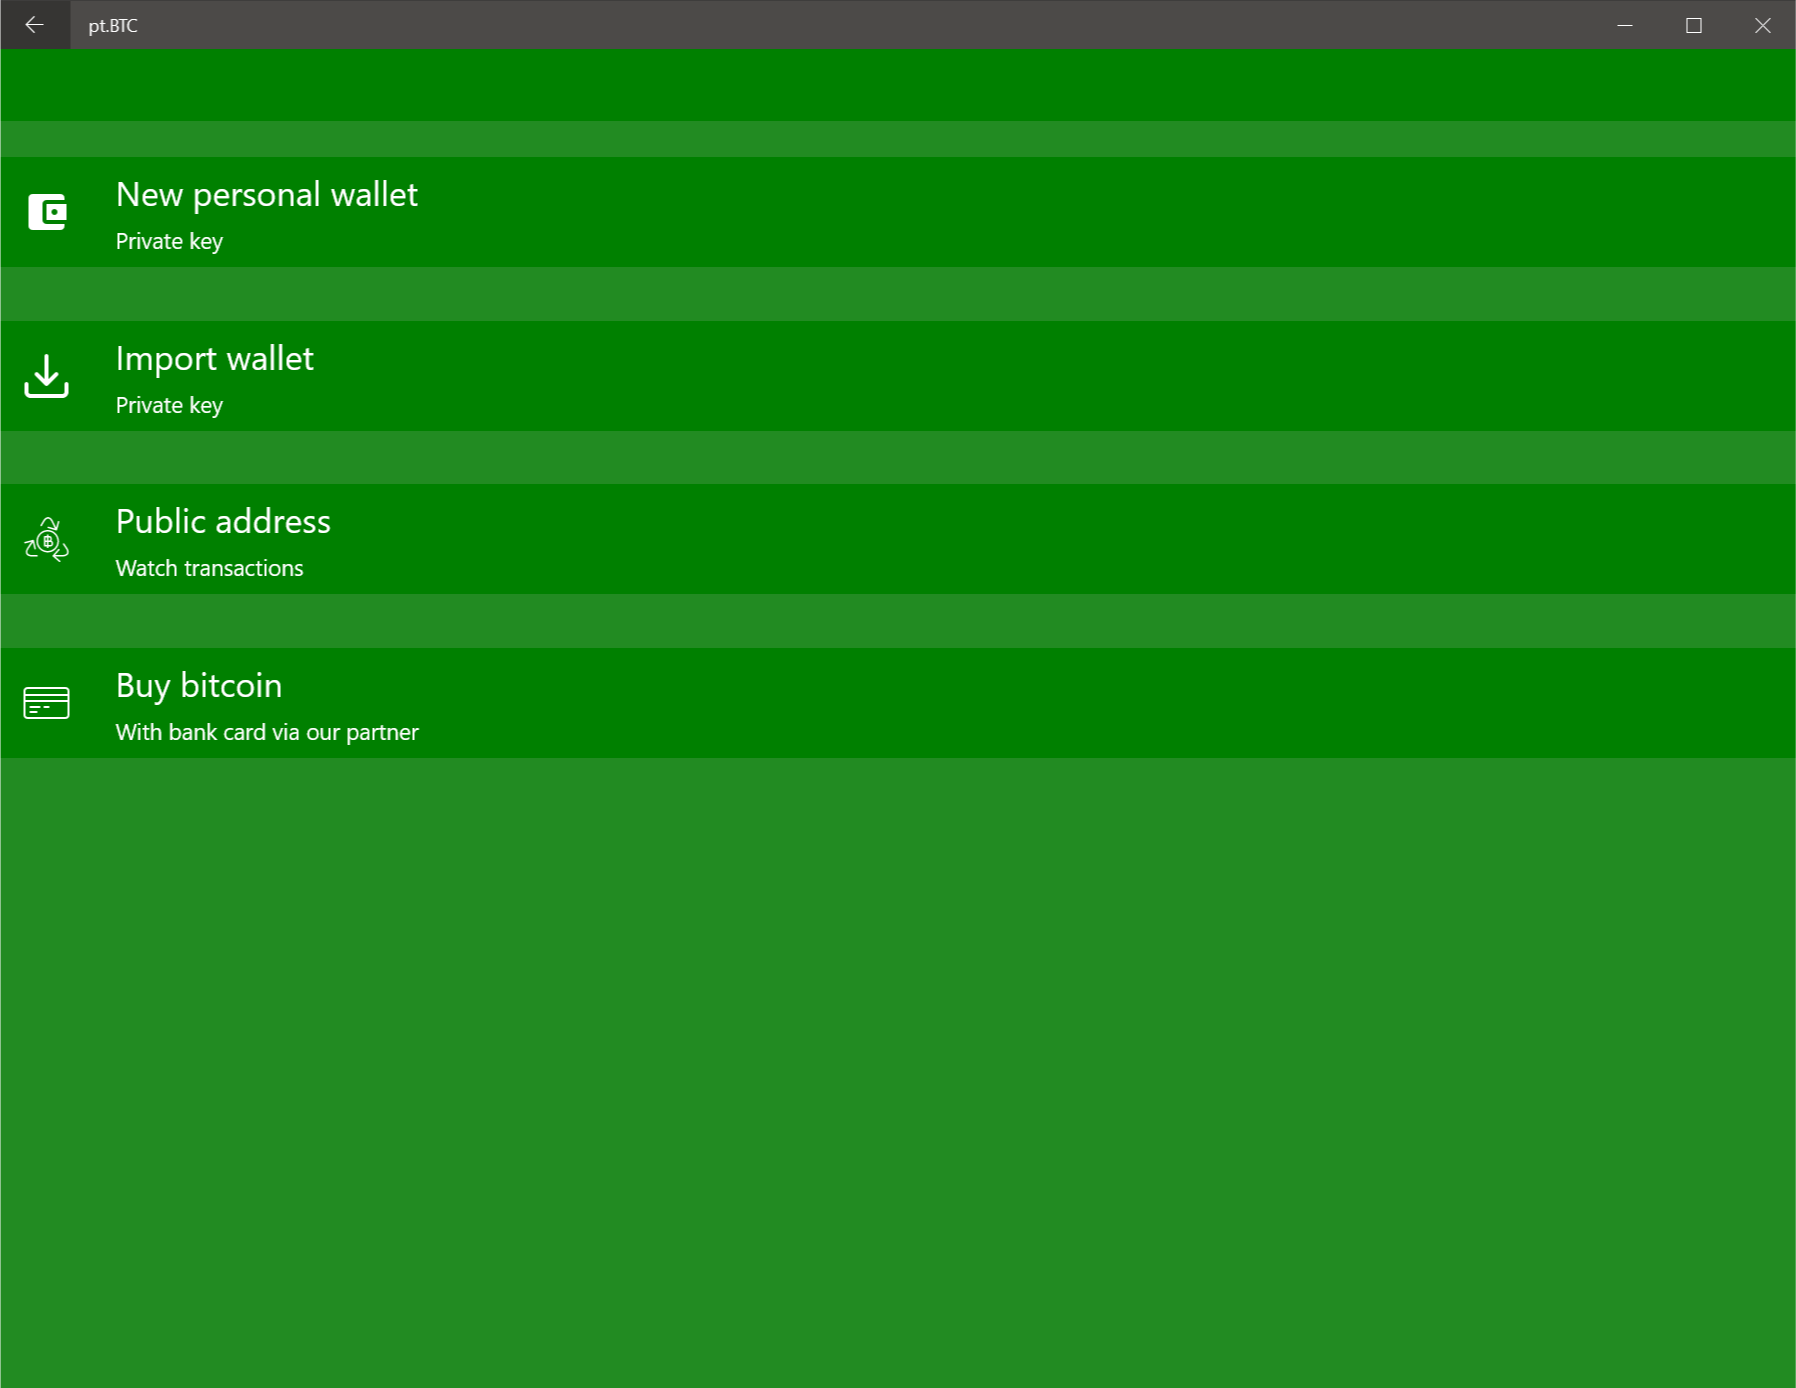 pt.BTC
New personal wallet
Private key
Import wallet
Private key
Public address
Watch transactions
Buy bitcoin
With bank card via our partner